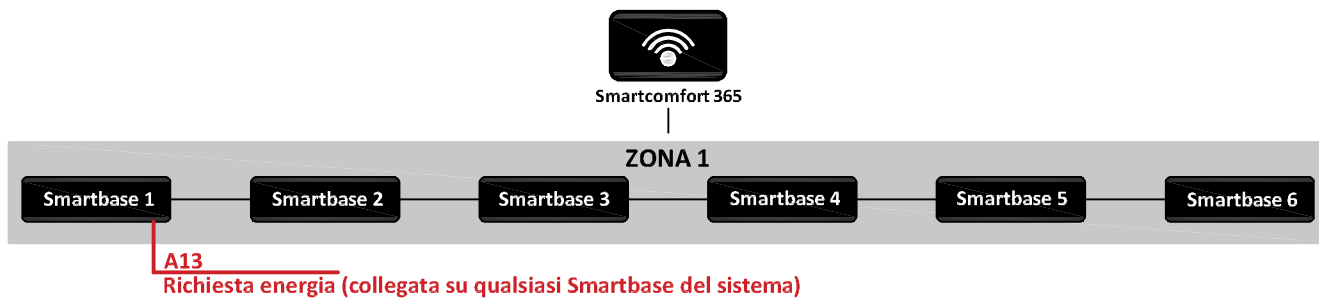 Smartcomfort 365
ZONA 1
Smartbase 1 Smartbase 2 Smartbase 3 Smartbase 4 Smartbase 5 Smartbase 6
A13
Richiesta energia (collegata su qualsiasi Smartbase del sistema)